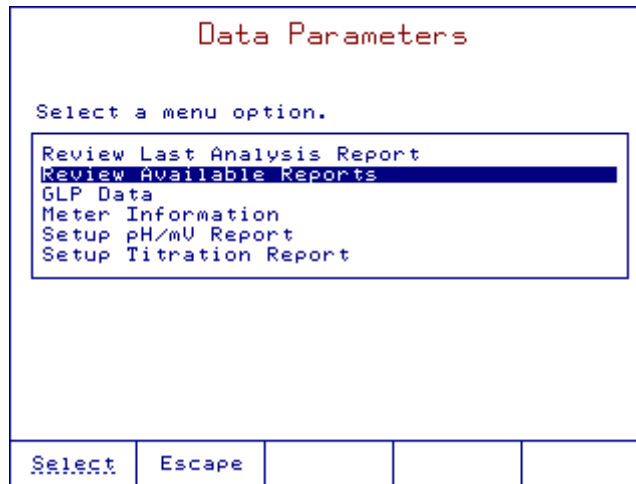 Data Parameters
Select a menu option.
Review Last Analysis Report
Review Available Reports
GLP Data
Meter Information
Setup pH/mV Report
Setup Titration Report
Select Escape